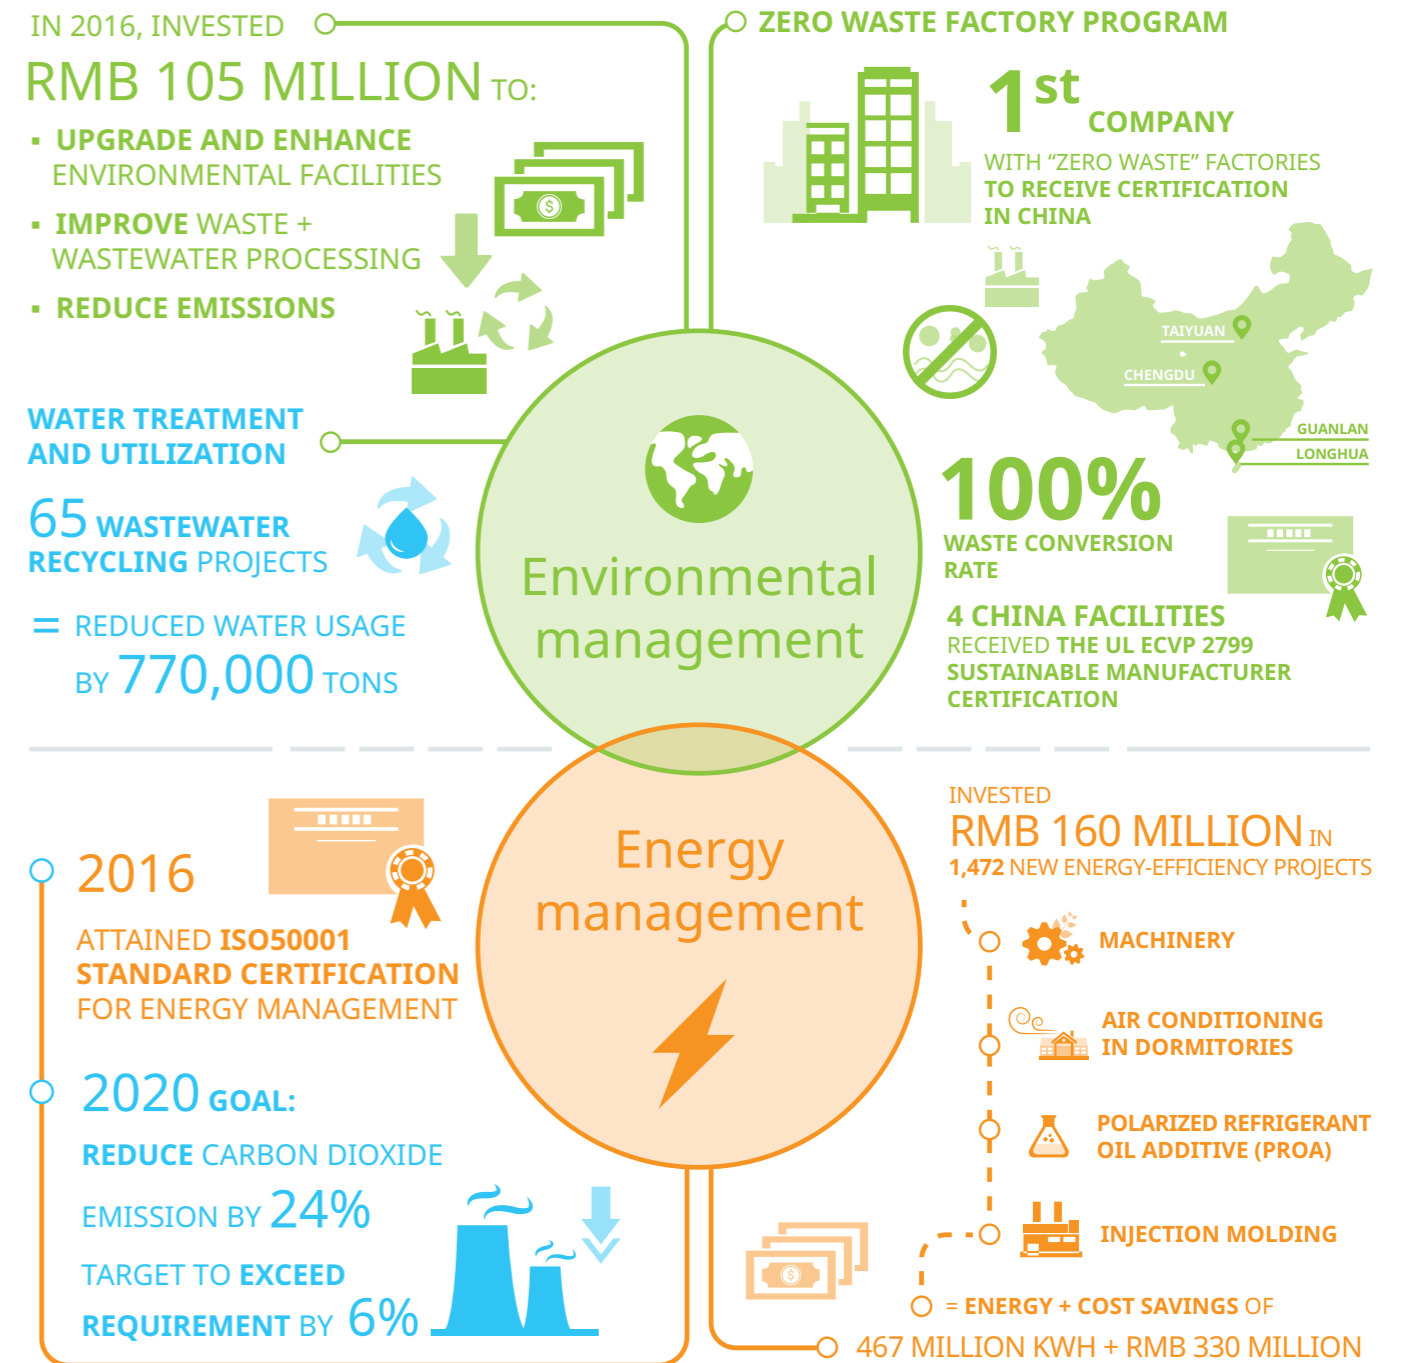 IN 2016, INVESTED
RMB 105 MILLION TO:
▪ UPGRADE AND ENHANCE
ENVIRONMENTAL FACILITIES
▪ IMPROVE WASTE +
WASTEWATER PROCESSING
▪ REDUCE EMISSIONS
WATER TREATMENT
AND UTILIZATION
65 WASTEWATER
RECYCLING PROJECTS
= REDUCED WATER USAGE
BY 770,000 TONS
ZERO WASTE FACTORY PROGRAM
1st COMPANY
WITH “ZERO WASTE” FACTORIES
TO RECEIVE CERTIFICATION
IN CHINA
TAIYUAN
CHENGDU
GUANLAN
LONGHUA
100%
WASTE CONVERSION
RATE
4 CHINA FACILITIES
RECEIVED THE UL ECVP 2799
SUSTAINABLE MANUFACTURER
CERTIFICATION
Environmental
management
Energy
management
2016
ATTAINED ISO50001
STANDARD CERTIFICATION
FOR ENERGY MANAGEMENT
2020 GOAL:
REDUCE CARBON DIOXIDE
EMISSION BY 24%
TARGET TO EXCEED
REQUIREMENT BY 6%
INVESTED
RMB 160 MILLION IN
1,472 NEW ENERGY-EFFICIENCY PROJECTS
MACHINERY
AIR CONDITIONING
IN DORMITORIES
POLARIZED REFRIGERANT
OIL ADDITIVE (PROA)
INJECTION MOLDING
$
$
= ENERGY + COST SAVINGS OF
467 MILLION KWH + RMB 330 MILLION